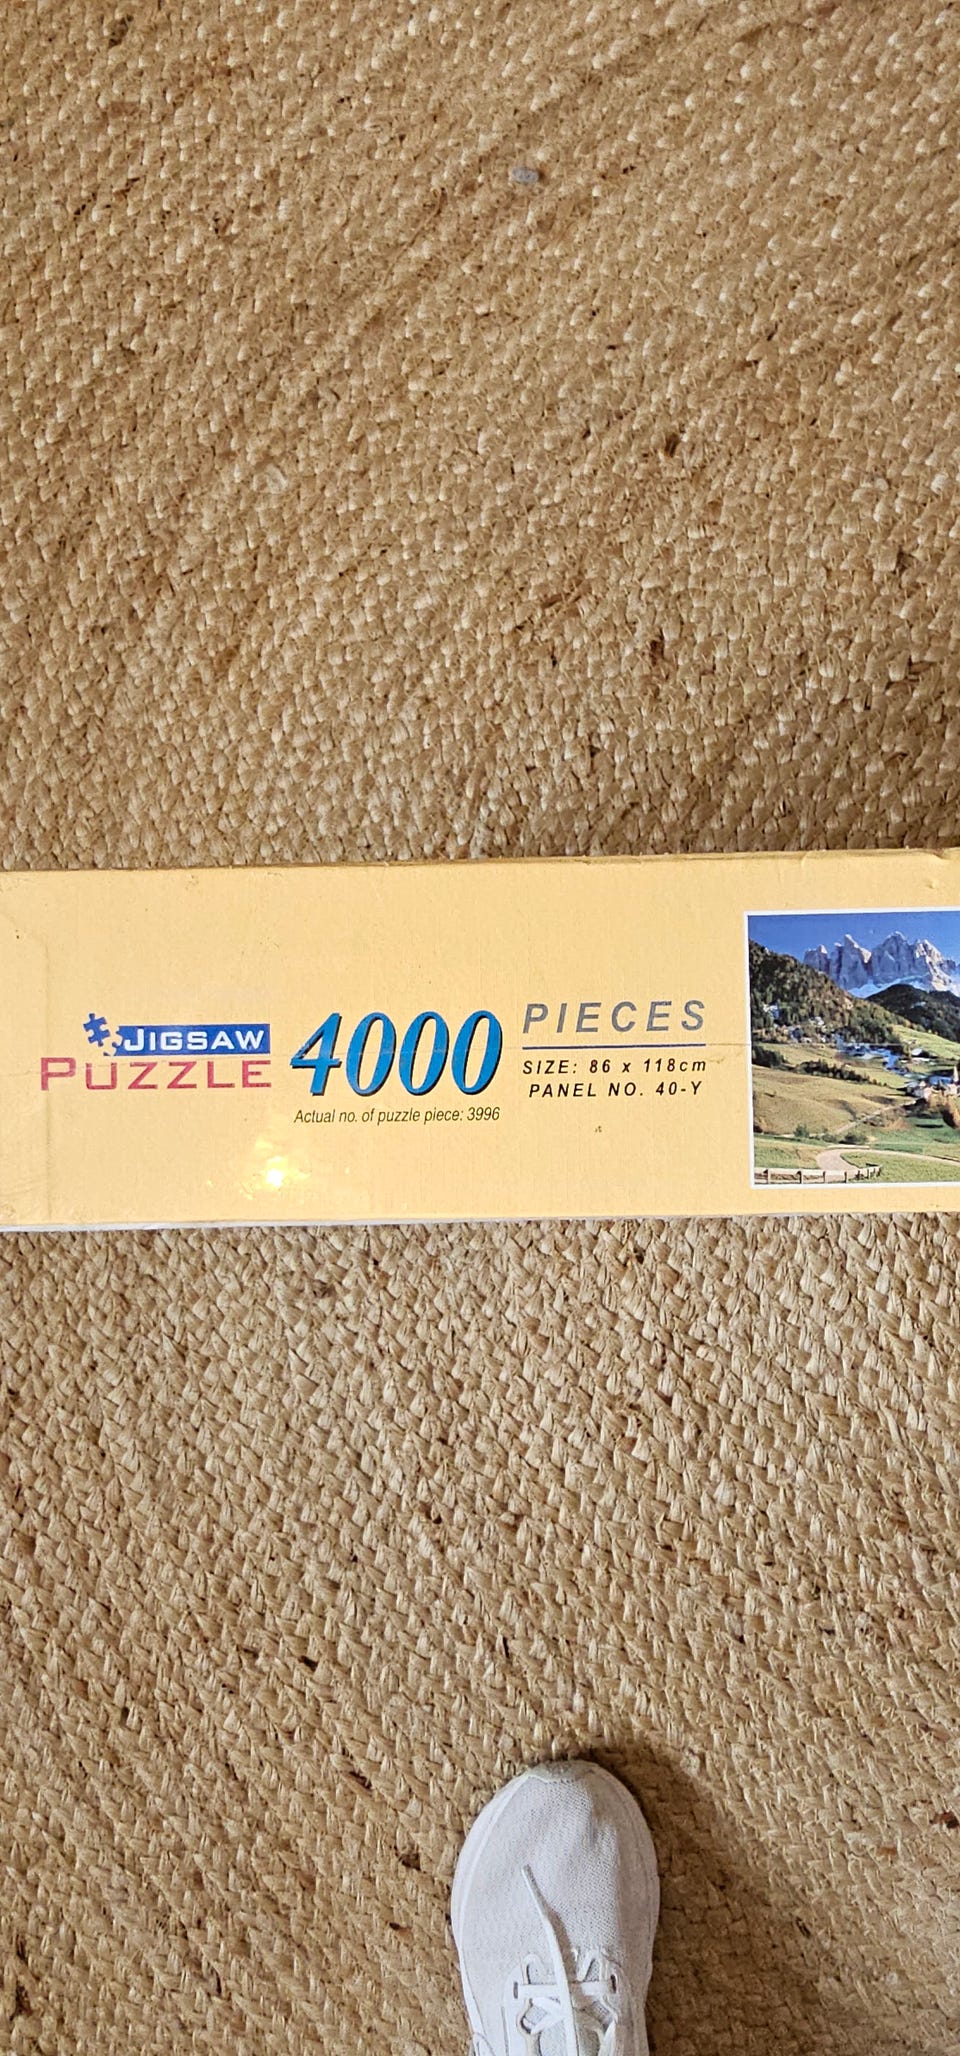 JIGSAW
PUZZLE
4000
Actual no. of puzzle piece: 3996
PIECES
SIZE: 86 x 118cm
PANEL NO. 40-Y